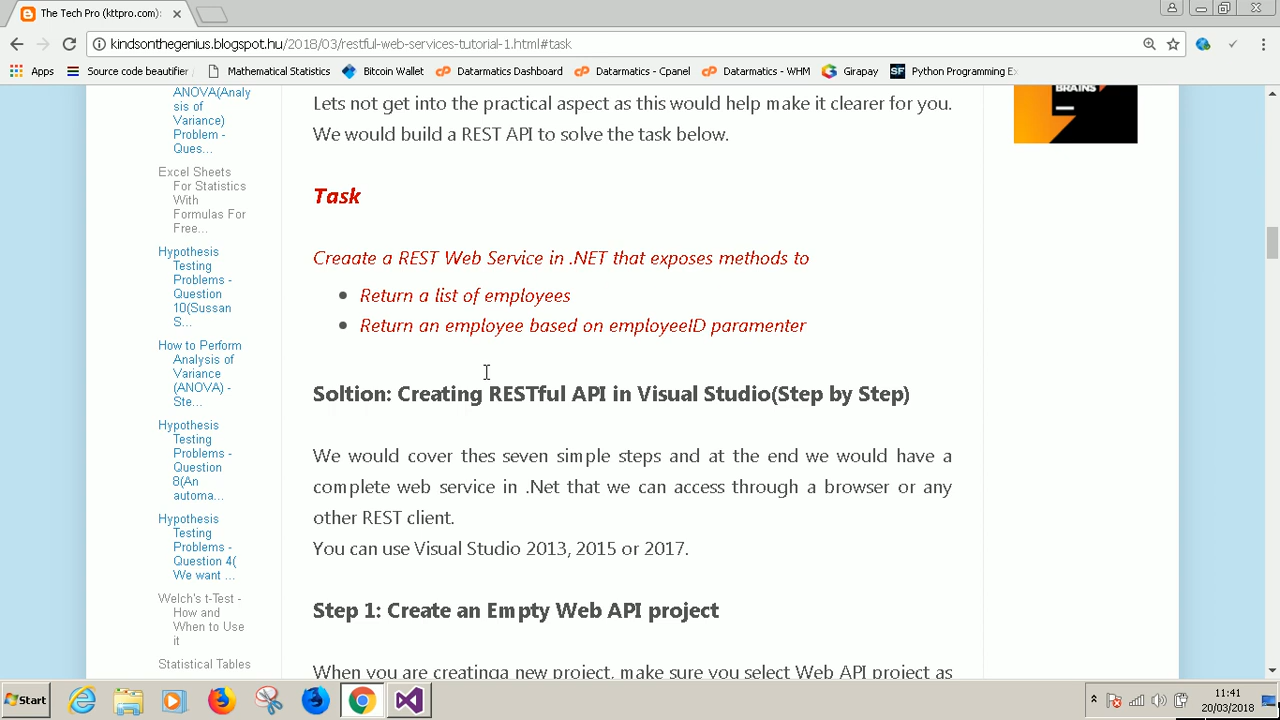 The Tech Pro (kttpro.com):
kindsonthegenius.blogspot.hu/2018/03/restful-web-services-tutorial-1.html#task
Apps Source code beautifier Mathematical Statistics Bitcoin Wallet Datarmatics Dashboard Datarmatics - Cpanel Datarmatics - WHM Girapay SF Python Programming Ex
ANOVA(Analy
sis of
Variance)
Problem -
Ques...
Excel Sheets
For Statistics
With
Formulas For
Free...
Hypothesis
Testing
Problems -
Question
10(Sussan
S...
How to Perform
Analysis of
Variance
(ANOVA) -
Ste...
Hypothesis
Testing
Problems -
Question
8(An
automa...
Hypothesis
Testing
Problems -
Question 4(
We want ...
Welch's t-Test -
How and
When to Use
it
Statistical Tables
Lets not get into the practical aspect as this would help make it clearer for you.
We would build a REST API to solve the task below.
Task
Creaate a REST Web Service in .NET that exposes methods to
Return a list of employees
Return an employee based on employeeID paramenter
Soltion: Creating RESTful API in Visual Studio(Step by Step)
We would cover thes seven simple steps and at the end we would have a
complete web service in .Net that we can access through a browser or any
other REST client.
You can use Visual Studio 2013, 2015 or 2017.
Step 1: Create an Empty Web API project
When you are creatinga new project, make sure you select Web API project as
BRAINS
Start
11:41
20/03/2018